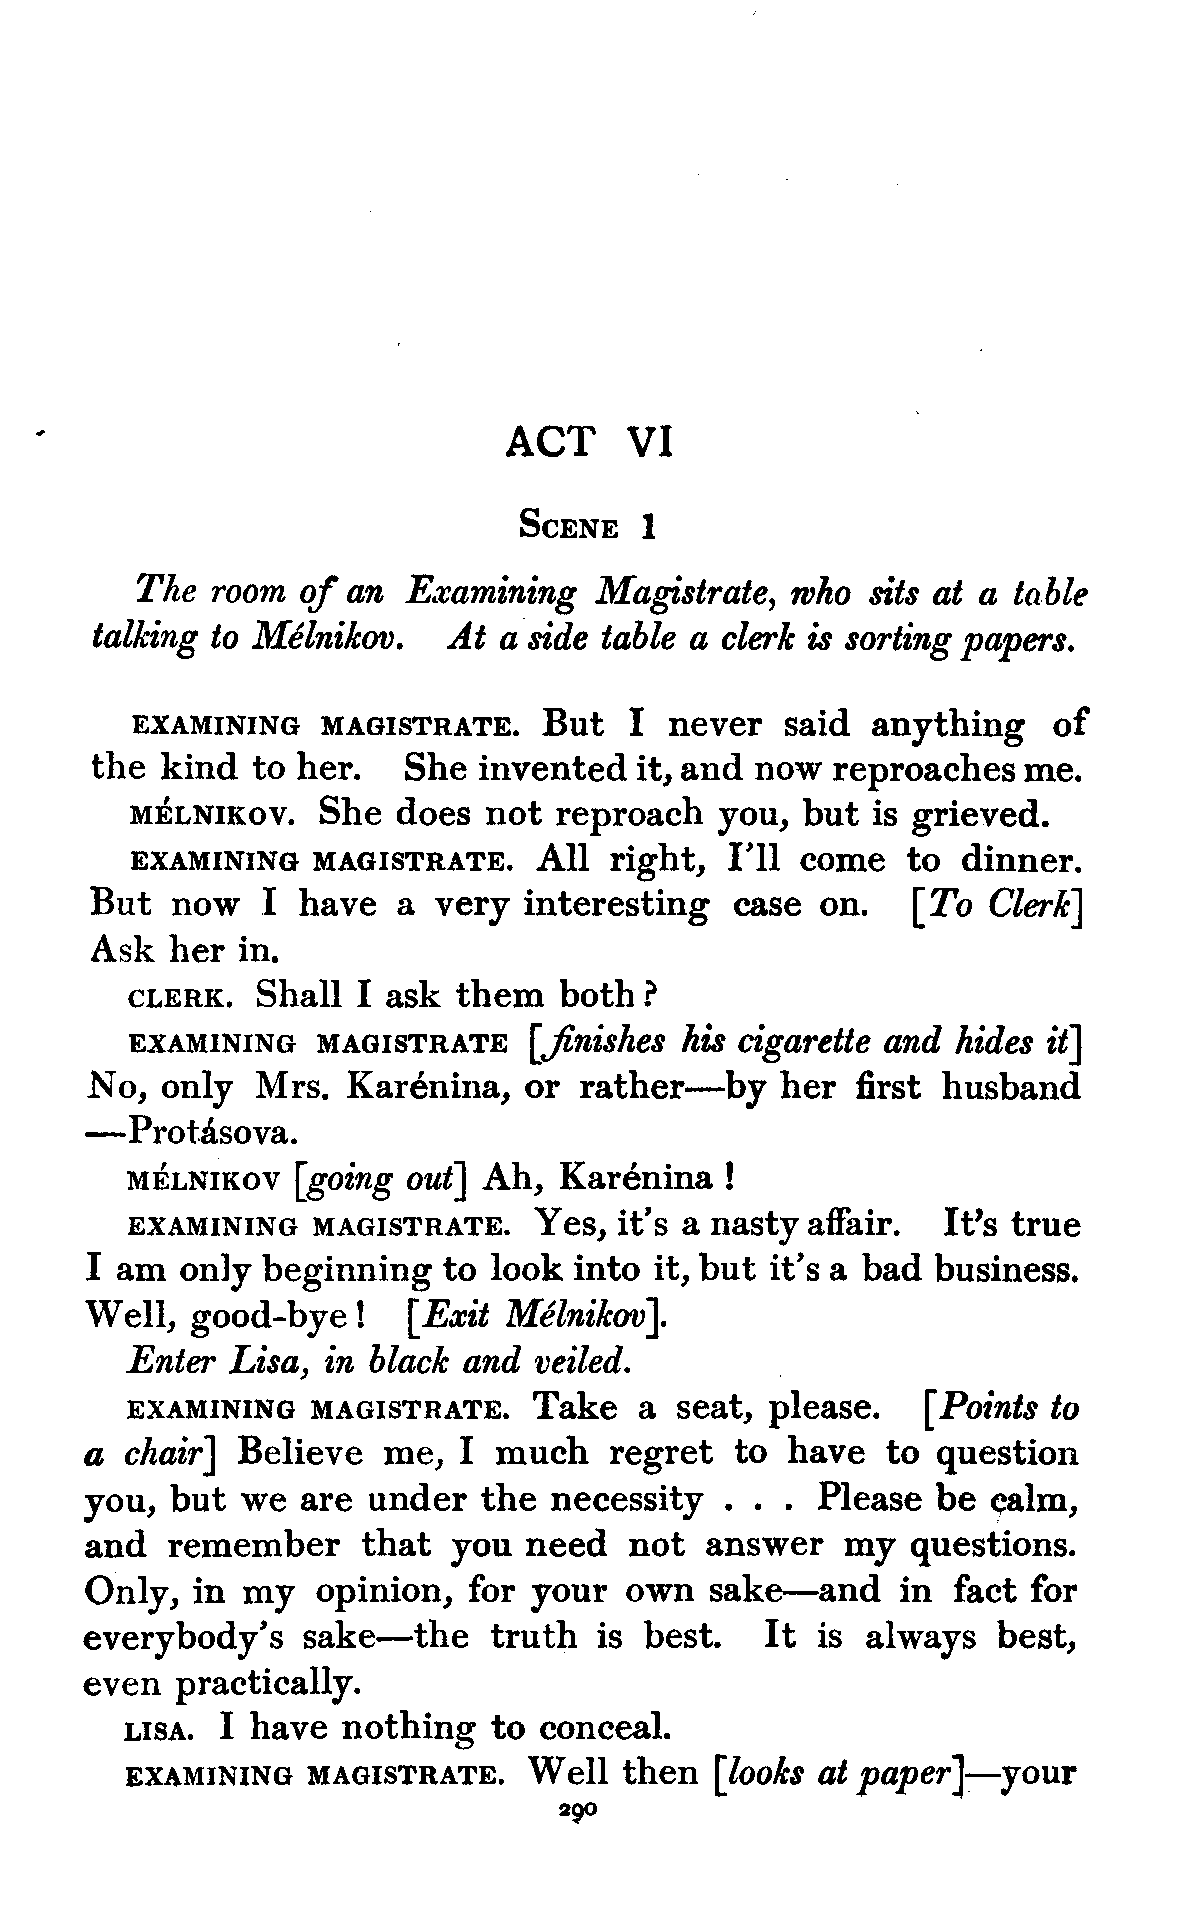 ACT VI
SCENE 1
The room of an Examining Magistrate, who sits at a table
talking to Mélnikov. At a side table a clerk is sorting papers.
EXAMINING MAGISTRATE. But I never said anything of
the kind to her. She invented it, and now reproaches me.
MÉLNIKOV. She does not reproach you, but is grieved.
EXAMINING MAGISTRATE. All right, I'll come to dinner.
But now I have a very interesting case on. [To Clerk]
Ask her in.
CLERK. Shall I ask them both?
EXAMINING MAGISTRATE [finishes his cigarette and hides it]
No, only Mrs. Karénina, or rather—by her first husband
—Protásova.
MÉLNIKOV [going out] Ah, Karénina!
EXAMINING MAGISTRATE. Yes, it's a nasty affair. It's true
I am only beginning to look into it, but it's a bad business.
Well, good-bye! [Exit Mélnikov].
Enter Lisa, in black and veiled.
EXAMINING MAGISTRATE. Take a seat, please. [Points to
a chair] Believe me, I much regret to have to question
you, but we are under the necessity . . . Please be calm,
and remember that you need not answer my questions.
Only, in my opinion, for your own sake—and in fact for
everybody's sake—the truth is best. It is always best,
even practically.
LISA. I have nothing to conceal.
EXAMINING MAGISTRATE. Well then [looks at paper]—your
290